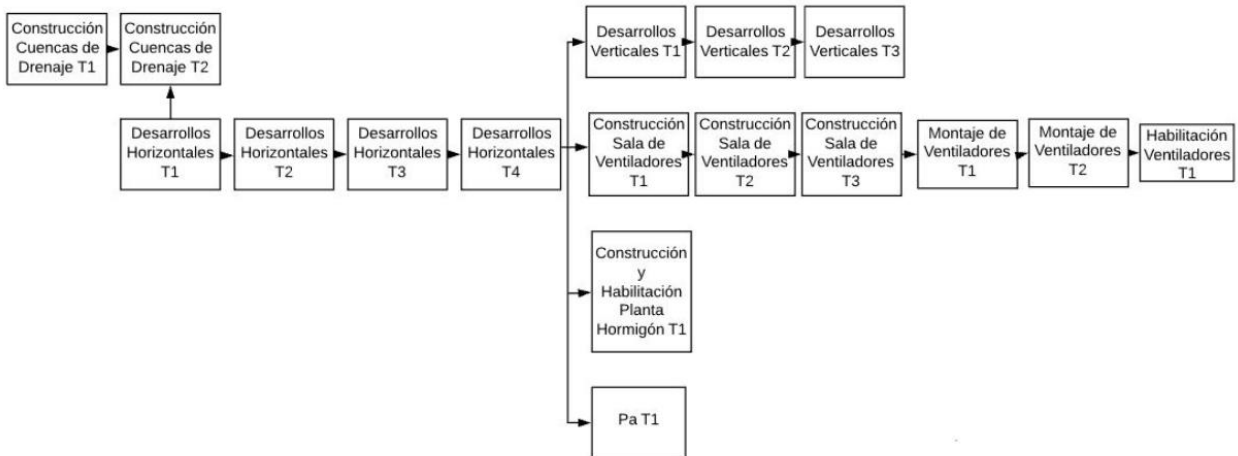 Construcción
Cuencas de
Drenaje T1
Construcción
Cuencas de
Drenaje T2
Desarrollos
Verticales T1
Desarrollos
Verticales T2
Desarrollos
Verticales T3
Desarrollos
Horizontales
T1
Desarrollos
Horizontales
T2
Desarrollos
Horizontales
T3
Desarrollos
Horizontales
T4
Construcción
Sala de
Ventiladores
T1
Construcción
Sala de
Ventiladores
T2
Construcción
Sala de
Ventiladores
T3
Montaje de
Ventiladores
T1
Montaje de
Ventiladores
T2
Habilitación
Ventiladores
T1
Construcción
y
Habilitación
Planta
Hormigón T1
Pa T1